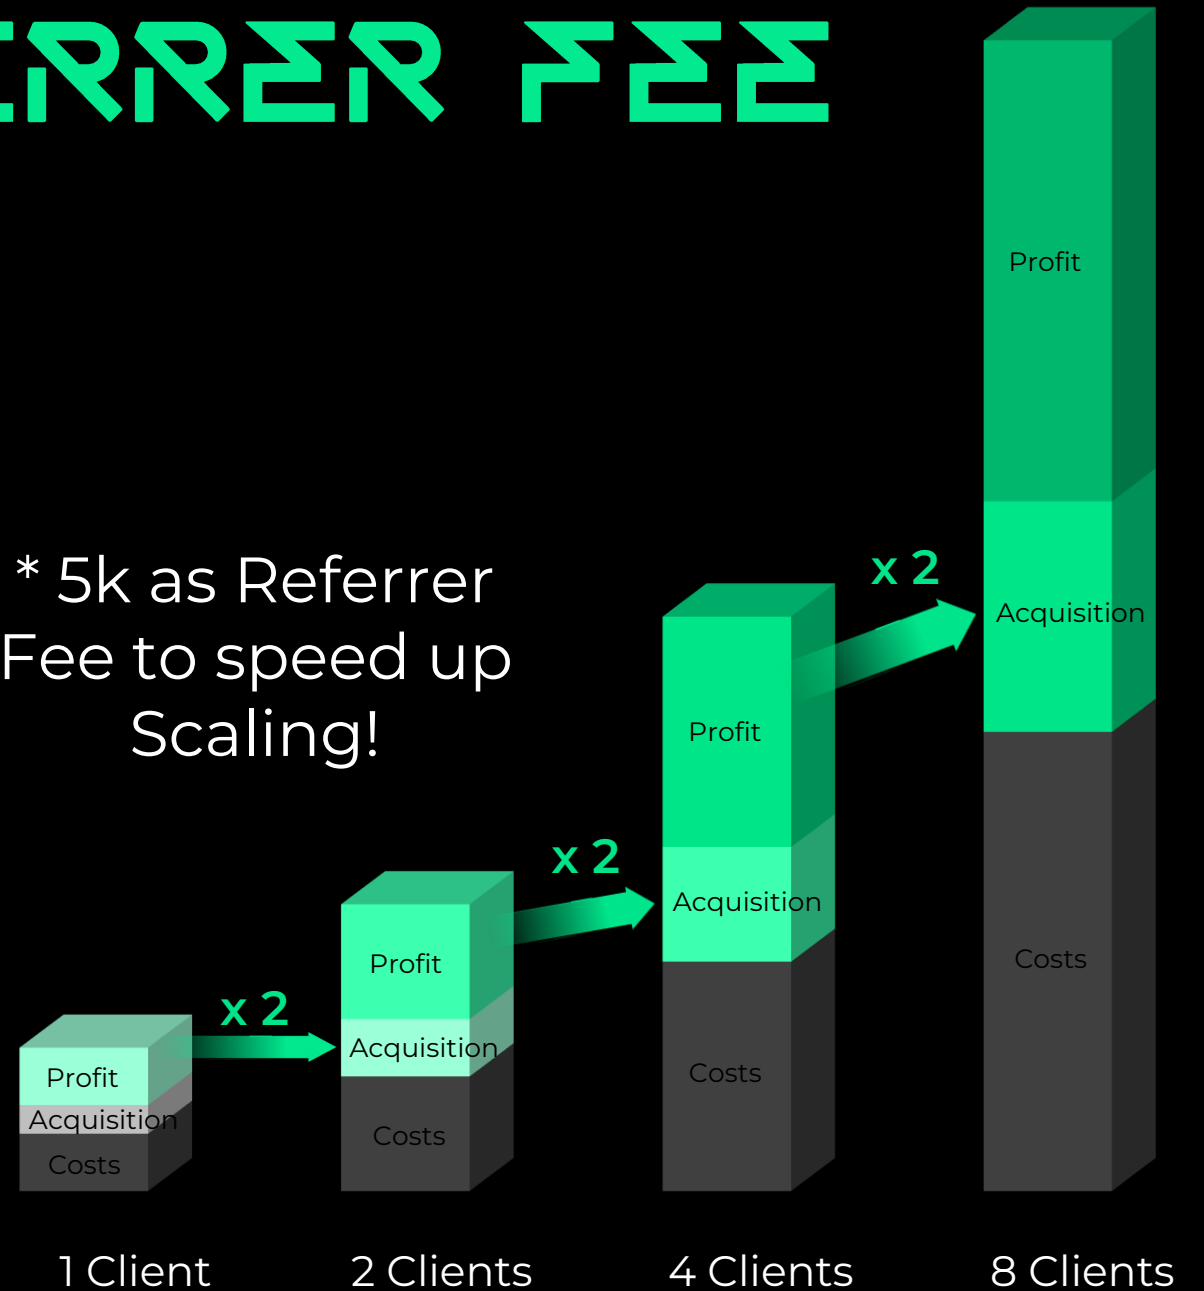 ERRER FEE
* 5k as Referrer
Fee to speed up
Scaling!
x 2
x 2
x 2
Profit
Acquisition
Costs
Profit
Acquisition
Costs
Profit
Acquisition
Costs
Profit
Acquisition
Costs
1 Client
2 Clients
4 Clients
8 Clients